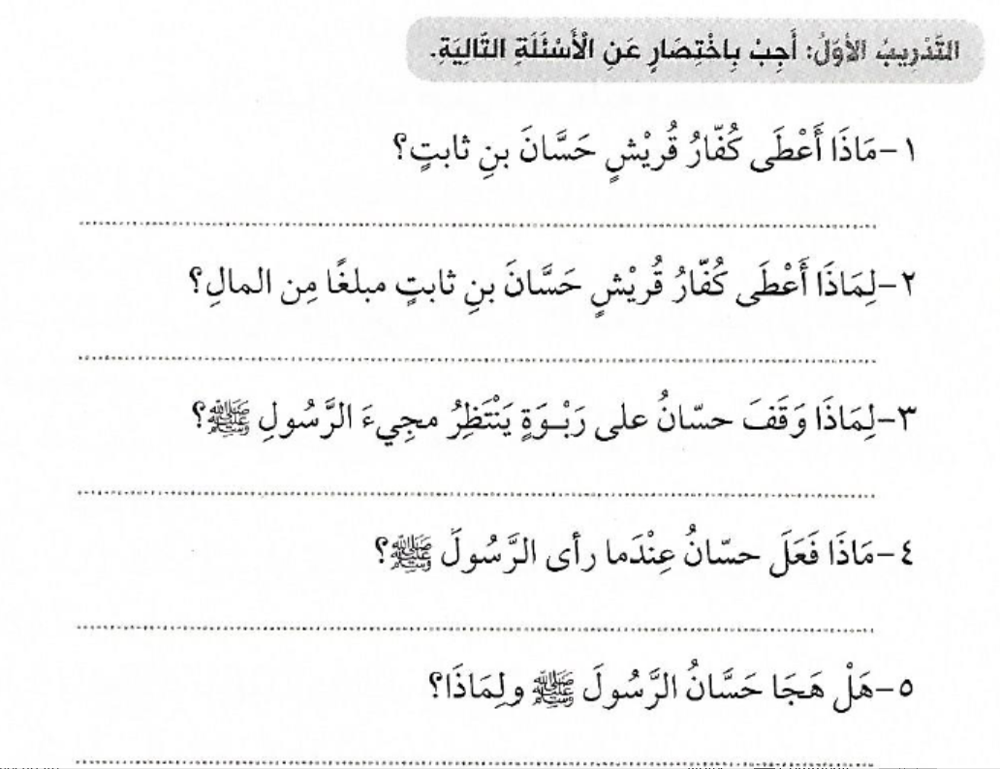 التَّدْرِيبُ الأَوَّلُ: أَجِبْ بِاخْتِصَارٍ عَنِ الْأَسْئَلَةِ التَّالِيَةِ.
١-مَاذَا أَعْطَى كُفّارُ قُريْشٍ حَسَّانَ بنِ ثابتٍ؟
٢-لِمَاذَا أَعْطَى كُفّارُ قُريْشٍ حَسَّانَ بنِ ثابتٍ مبلغًا مِن المالِ؟
٣-لِمَاذَا وَقَفَ حسّانُ على رَبْـوَةٍ يَنْتَظِرُ مجِيءَ الرَّسُولِ ﷺ؟
٤-مَاذَا فَعَلَ حسّانُ عِنْدَما رأى الرَّسُولَ ﷺ؟
٥-هَلْ هَجَا حَسَّانُ الرَّسُولَ ﷺ ولِمَاذَا؟